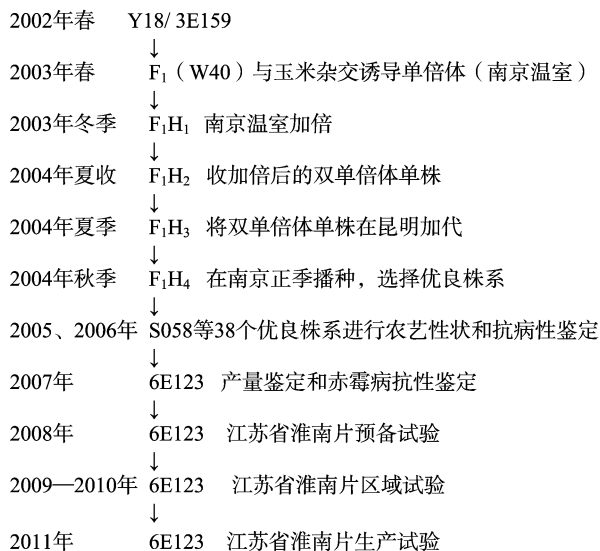 2002年春 Y18/ 3E159
↓
2003年春 F₁（W40）与玉米杂交诱导单倍体（南京温室）
↓
2003年冬季 F₁H₁ 南京温室加倍
↓
2004年夏收 F₁H₂ 收加倍后的双单倍体单株
↓
2004年夏季 F₁H₃ 将双单倍体单株在昆明加代
↓
2004年秋季 F₁H₄ 在南京正季播种，选择优良株系
↓
2005、2006年 S058等38个优良株系进行农艺性状和抗病性鉴定
↓
2007年 6E123 产量鉴定和赤霉病抗性鉴定
↓
2008年 6E123 江苏省淮南片预备试验
↓
2009—2010年 6E123 江苏省淮南片区域试验
↓
2011年 6E123 江苏省淮南片生产试验